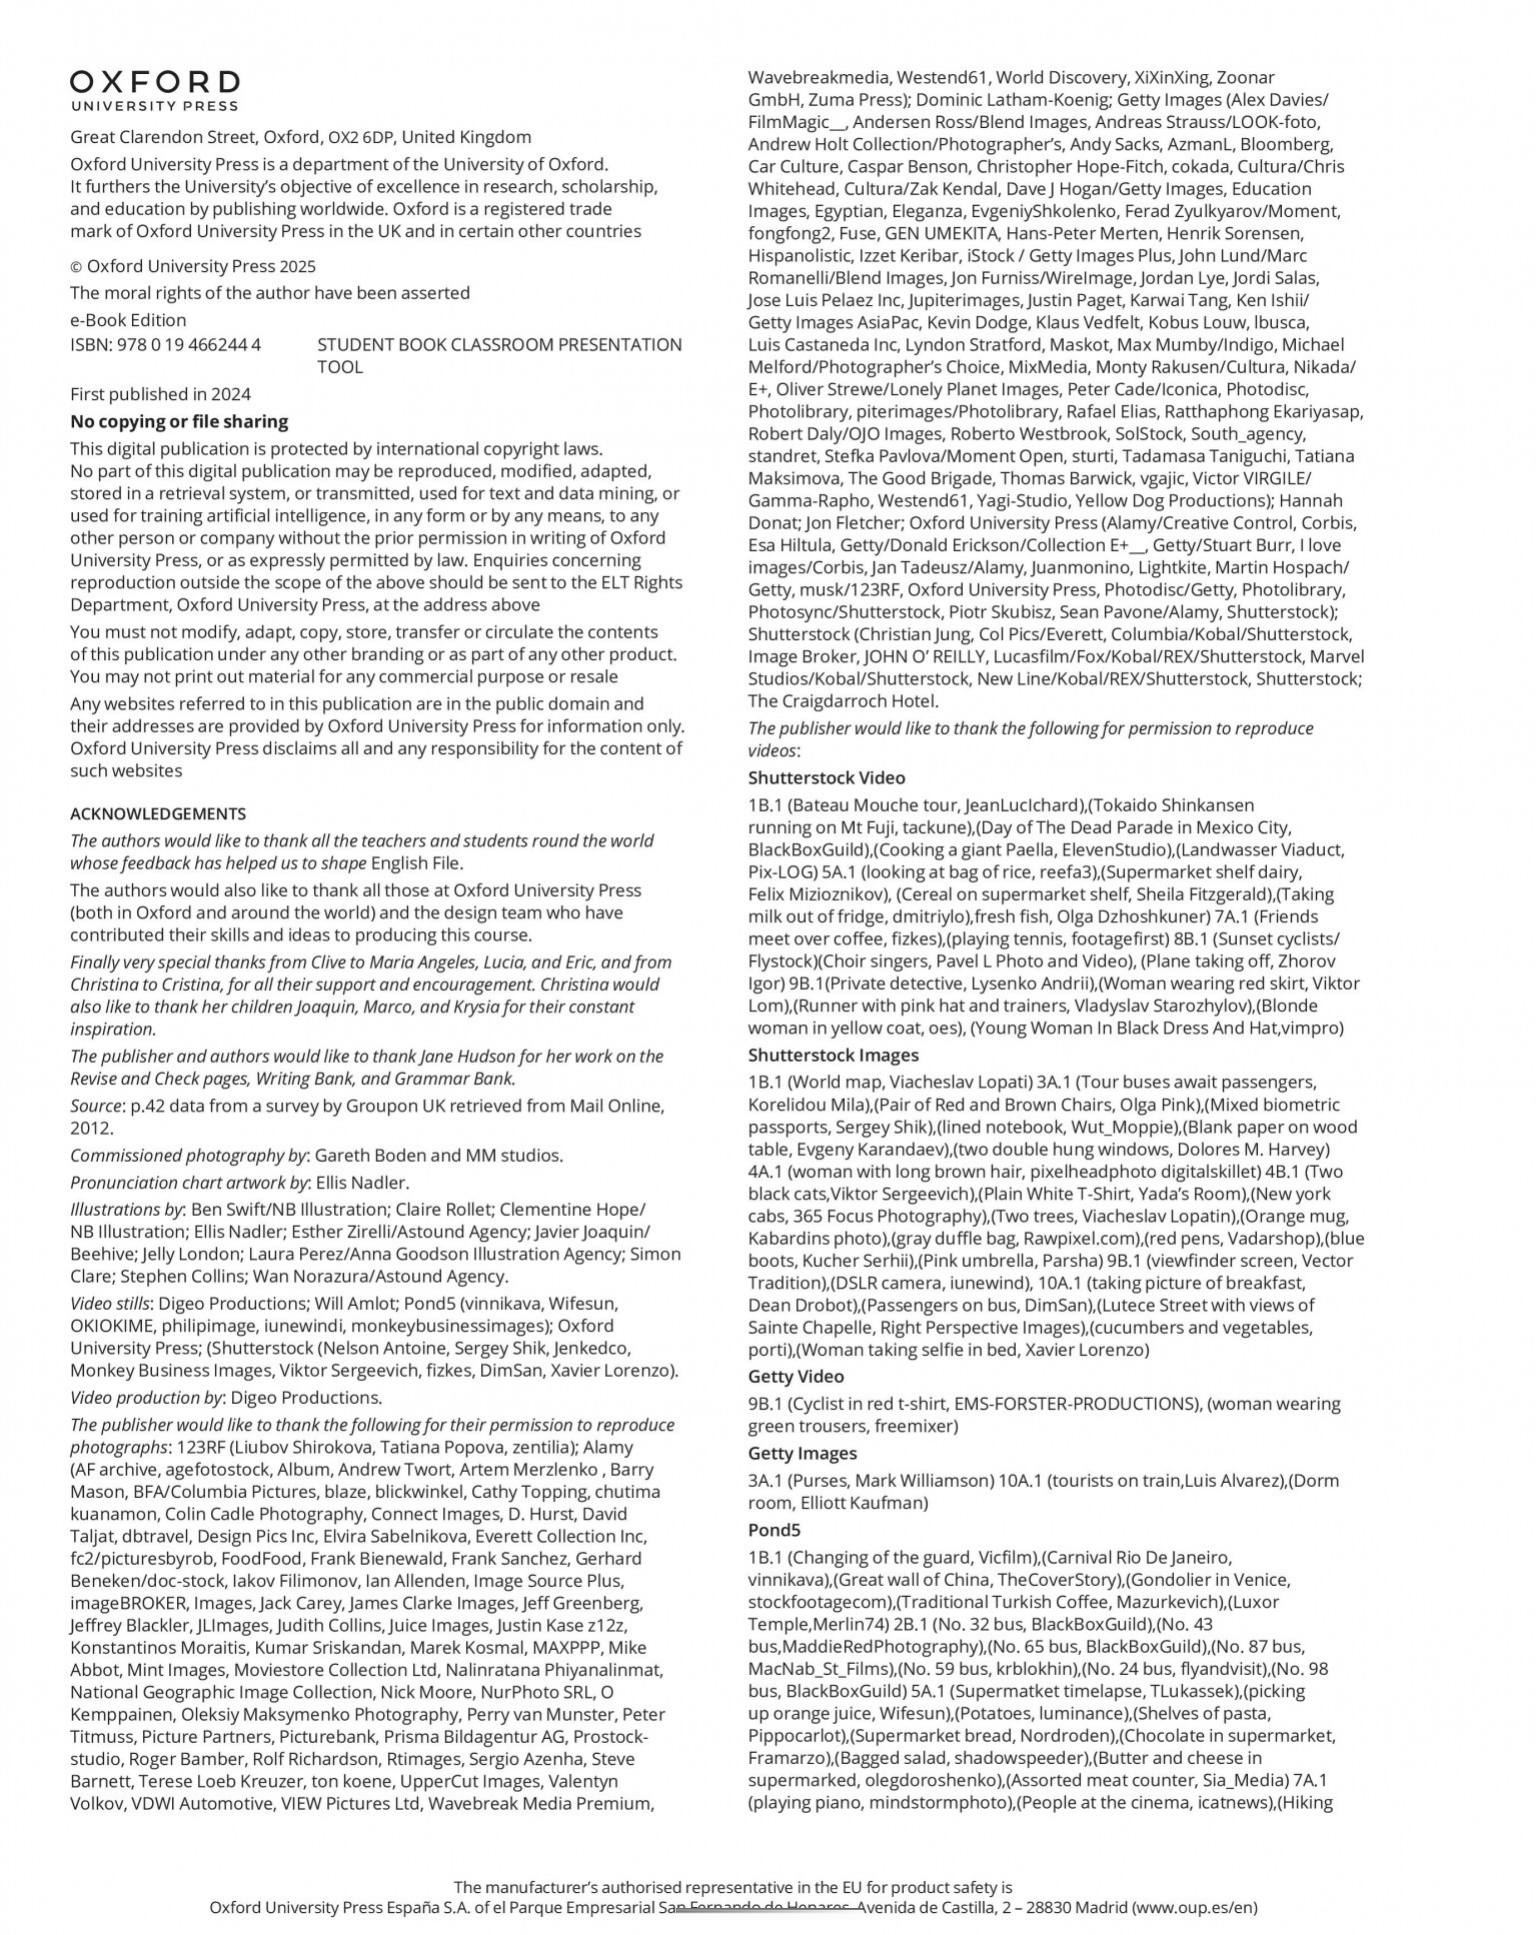 OXFORD
UNIVERSITY PRESS
Great Clarendon Street, Oxford, OX2 6DP, United Kingdom
Oxford University Press is a department of the University of Oxford.
It furthers the University's objective of excellence in research, scholarship,
and education by publishing worldwide. Oxford is a registered trade
mark of Oxford University Press in the UK and in certain other countries
© Oxford University Press 2025
The moral rights of the author have been asserted
e-Book Edition
ISBN: 978 0 19 466244 4 STUDENT BOOK CLASSROOM PRESENTATION
TOOL
First published in 2024
No copying or file sharing
This digital publication is protected by international copyright laws.
No part of this digital publication may be reproduced, modified, adapted,
stored in a retrieval system, or transmitted, used for text and data mining, or
used for training artificial intelligence, in any form or by any means, to any
other person or company without the prior permission in writing of Oxford
University Press, or as expressly permitted by law. Enquiries concerning
reproduction outside the scope of the above should be sent to the ELT Rights
Department, Oxford University Press, at the address above
You must not modify, adapt, copy, store, transfer or circulate the contents
of this publication under any other branding or as part of any other product.
You may not print out material for any commercial purpose or resale
Any websites referred to in this publication are in the public domain and
their addresses are provided by Oxford University Press for information only.
Oxford University Press disclaims all and any responsibility for the content of
such websites
ACKNOWLEDGEMENTS
The authors would like to thank all the teachers and students round the world
whose feedback has helped us to shape English File.
The authors would also like to thank all those at Oxford University Press
(both in Oxford and around the world) and the design team who have
contributed their skills and ideas to producing this course.
Finally very special thanks from Clive to Maria Angeles, Lucia, and Eric, and from
Christina to Cristina, for all their support and encouragement. Christina would
also like to thank her children Joaquin, Marco, and Krysia for their constant
inspiration.
The publisher and authors would like to thank Jane Hudson for her work on the
Revise and Check pages, Writing Bank, and Grammar Bank.
Source: p.42 data from a survey by Groupon UK retrieved from Mail Online,
2012.
Commissioned photography by: Gareth Boden and MM studios.
Pronunciation chart artwork by: Ellis Nadler.
Illustrations by: Ben Swift/NB Illustration; Claire Rollet; Clementine Hope/
NB Illustration; Ellis Nadler; Esther Zirelli/Astound Agency; Javier Joaquin/
Beehive; Jelly London; Laura Perez/Anna Goodson Illustration Agency; Simon
Clare; Stephen Collins; Wan Norazura/Astound Agency.
Video stills: Digeo Productions; Will Amlot; Pond5 (vinnikava, Wifesun,
OKIOKIME, philipimage, iunewindi, monkeybusinessimages); Oxford
University Press; (Shutterstock (Nelson Antoine, Sergey Shik, Jenkedco,
Monkey Business Images, Viktor Sergeevich, fizkes, DimSan, Xavier Lorenzo).
Video production by: Digeo Productions.
The publisher would like to thank the following for their permission to reproduce
photographs: 123RF (Liubov Shirokova, Tatiana Popova, zentilia); Alamy
(AF archive, agefotostock, Album, Andrew Twort, Artem Merzlenko , Barry
Mason, BFA/Columbia Pictures, blaze, blickwinkel, Cathy Topping, chutima
kuanamon, Colin Cadle Photography, Connect Images, D. Hurst, David
Taljat, dbtravel, Design Pics Inc, Elvira Sabelnikova, Everett Collection Inc,
fc2/picturesbyrob, FoodFood, Frank Bienewald, Frank Sanchez, Gerhard
Beneken/doc-stock, Iakov Filimonov, Ian Allenden, Image Source Plus,
imageBROKER, Images, Jack Carey, James Clarke Images, Jeff Greenberg,
Jeffrey Blackler, JLImages, Judith Collins, Juice Images, Justin Kase z12z,
Konstantinos Moraitis, Kumar Sriskandan, Marek Kosmal, MAXPPP, Mike
Abbot, Mint Images, Moviestore Collection Ltd, Nalinratana Phiyanalinmat,
National Geographic Image Collection, Nick Moore, NurPhoto SRL, O
Kemppainen, Oleksiy Maksymenko Photography, Perry van Munster, Peter
Titmuss, Picture Partners, Picturebank, Prisma Bildagentur AG, Prostock-
studio, Roger Bamber, Rolf Richardson, Rtimages, Sergio Azenha, Steve
Barnett, Terese Loeb Kreuzer, ton koene, UpperCut Images, Valentyn
Volkov, VDWI Automotive, VIEW Pictures Ltd, Wavebreak Media Premium,
Wavebreakmedia, Westend61, World Discovery, XiXinXing, Zoonar
GmbH, Zuma Press); Dominic Latham-Koenig; Getty Images (Alex Davies/
FilmMagic__, Andersen Ross/Blend Images, Andreas Strauss/LOOK-foto,
Andrew Holt Collection/Photographer's, Andy Sacks, AzmanL, Bloomberg,
Car Culture, Caspar Benson, Christopher Hope-Fitch, cokada, Cultura/Chris
Whitehead, Cultura/Zak Kendal, Dave J Hogan/Getty Images, Education
Images, Egyptian, Eleganza, EvgeniyShkolenko, Ferad Zyulkyarov/Moment,
fongfong2, Fuse, GEN UMEKITA, Hans-Peter Merten, Henrik Sorensen,
Hispanolistic, Izzet Keribar, iStock / Getty Images Plus, John Lund/Marc
Romanelli/Blend Images, Jon Furniss/WireImage, Jordan Lye, Jordi Salas,
Jose Luis Pelaez Inc, Jupiterimages, Justin Paget, Karwai Tang, Ken Ishii/
Getty Images AsiaPac, Kevin Dodge, Klaus Vedfelt, Kobus Louw, lbusca,
Luis Castaneda Inc, Lyndon Stratford, Maskot, Max Mumby/Indigo, Michael
Melford/Photographer's Choice, MixMedia, Monty Rakusen/Cultura, Nikada/
E+, Oliver Strewe/Lonely Planet Images, Peter Cade/Iconica, Photodisc,
Photolibrary, piterimages/Photolibrary, Rafael Elias, Ratthaphong Ekariyasap,
Robert Daly/OJO Images, Roberto Westbrook, SolStock, South_agency,
standret, Stefka Pavlova/Moment Open, sturti, Tadamasa Taniguchi, Tatiana
Maksimova, The Good Brigade, Thomas Barwick, vgajic, Victor VIRGILE/
Gamma-Rapho, Westend61, Yagi-Studio, Yellow Dog Productions); Hannah
Donat; Jon Fletcher; Oxford University Press (Alamy/Creative Control, Corbis,
Esa Hiltula, Getty/Donald Erickson/Collection E+__, Getty/Stuart Burr, I love
images/Corbis, Jan Tadeusz/Alamy, Juanmonino, Lightkite, Martin Hospach/
Getty, musk/123RF, Oxford University Press, Photodisc/Getty, Photolibrary,
Photosync/Shutterstock, Piotr Skubisz, Sean Pavone/Alamy, Shutterstock);
Shutterstock (Christian Jung, Col Pics/Everett, Columbia/Kobal/Shutterstock,
Image Broker, JOHN O' REILLY, Lucasfilm/Fox/Kobal/REX/Shutterstock, Marvel
Studios/Kobal/Shutterstock, New Line/Kobal/REX/Shutterstock, Shutterstock;
The Craigdarroch Hotel.
The publisher would like to thank the following for permission to reproduce
videos:
Shutterstock Video
1B.1 (Bateau Mouche tour, JeanLucIchard),(Tokaido Shinkansen
running on Mt Fuji, tackune),(Day of The Dead Parade in Mexico City,
BlackBoxGuild),(Cooking a giant Paella, ElevenStudio),(Landwasser Viaduct,
Pix-LOG) 5A.1 (looking at bag of rice, reefa3),(Supermarket shelf dairy,
Felix Mizioznikov), (Cereal on supermarket shelf, Sheila Fitzgerald),(Taking
milk out of fridge, dmitriylo),fresh fish, Olga Dzhoshkuner) 7A.1 (Friends
meet over coffee, fizkes),(playing tennis, footagefirst) 8B.1 (Sunset cyclists/
Flystock)(Choir singers, Pavel L Photo and Video), (Plane taking off, Zhorov
Igor) 9B.1(Private detective, Lysenko Andrii),(Woman wearing red skirt, Viktor
Lom),(Runner with pink hat and trainers, Vladyslav Starozhylov),(Blonde
woman in yellow coat, oes), (Young Woman In Black Dress And Hat,vimpro)
Shutterstock Images
1B.1 (World map, Viacheslav Lopati) 3A.1 (Tour buses await passengers,
Korelidou Mila),(Pair of Red and Brown Chairs, Olga Pink),(Mixed biometric
passports, Sergey Shik),(lined notebook, Wut_Moppie),(Blank paper on wood
table, Evgeny Karandaev),(two double hung windows, Dolores M. Harvey)
4A.1 (woman with long brown hair, pixelheadphoto digitalskillet) 4B.1 (Two
black cats,Viktor Sergeevich),(Plain White T-Shirt, Yada's Room),(New york
cabs, 365 Focus Photography),(Two trees, Viacheslav Lopatin),(Orange mug,
Kabardins photo),(gray duffle bag, Rawpixel.com),(red pens, Vadarshop),(blue
boots, Kucher Serhii),(Pink umbrella, Parsha) 9B.1 (viewfinder screen, Vector
Tradition),(DSLR camera, iunewind), 10A.1 (taking picture of breakfast,
Dean Drobot),(Passengers on bus, DimSan),(Lutece Street with views of
Sainte Chapelle, Right Perspective Images),(cucumbers and vegetables,
porti),(Woman taking selfie in bed, Xavier Lorenzo)
Getty Video
9B.1 (Cyclist in red t-shirt, EMS-FORSTER-PRODUCTIONS), (woman wearing
green trousers, freemixer)
Getty Images
3A.1 (Purses, Mark Williamson) 10A.1 (tourists on train,Luis Alvarez),(Dorm
room, Elliott Kaufman)
Pond5
1B.1 (Changing of the guard, Vicfilm),(Carnival Rio De Janeiro,
vinnikava),(Great wall of China, TheCoverStory),(Gondolier in Venice,
stockfootagecom),(Traditional Turkish Coffee, Mazurkevich),(Luxor
Temple,Merlin74) 2B.1 (No. 32 bus, BlackBoxGuild),(No. 43
bus,MaddieRedPhotography),(No. 65 bus, BlackBoxGuild),(No. 87 bus,
MacNab_St_Films),(No. 59 bus, krblokhin),(No. 24 bus, flyandvisit),(No. 98
bus, BlackBoxGuild) 5A.1 (Supermatket timelapse, TLukassek),(picking
up orange juice, Wifesun),(Potatoes, luminance),(Shelves of pasta,
Pippocarlot),(Supermarket bread, Nordroden),(Chocolate in supermarket,
Framarzo),(Bagged salad, shadowspeeder),(Butter and cheese in
supermarked, olegdoroshenko),(Assorted meat counter, Sia_Media) 7A.1
(playing piano, mindstormphoto),(People at the cinema, icatnews),(Hiking
The manufacturer's authorised representative in the EU for product safety is
Oxford University Press España S.A. of el Parque Empresarial San Fernando de Henares, Avenida de Castilla, 2 – 28830 Madrid (www.oup.es/en)